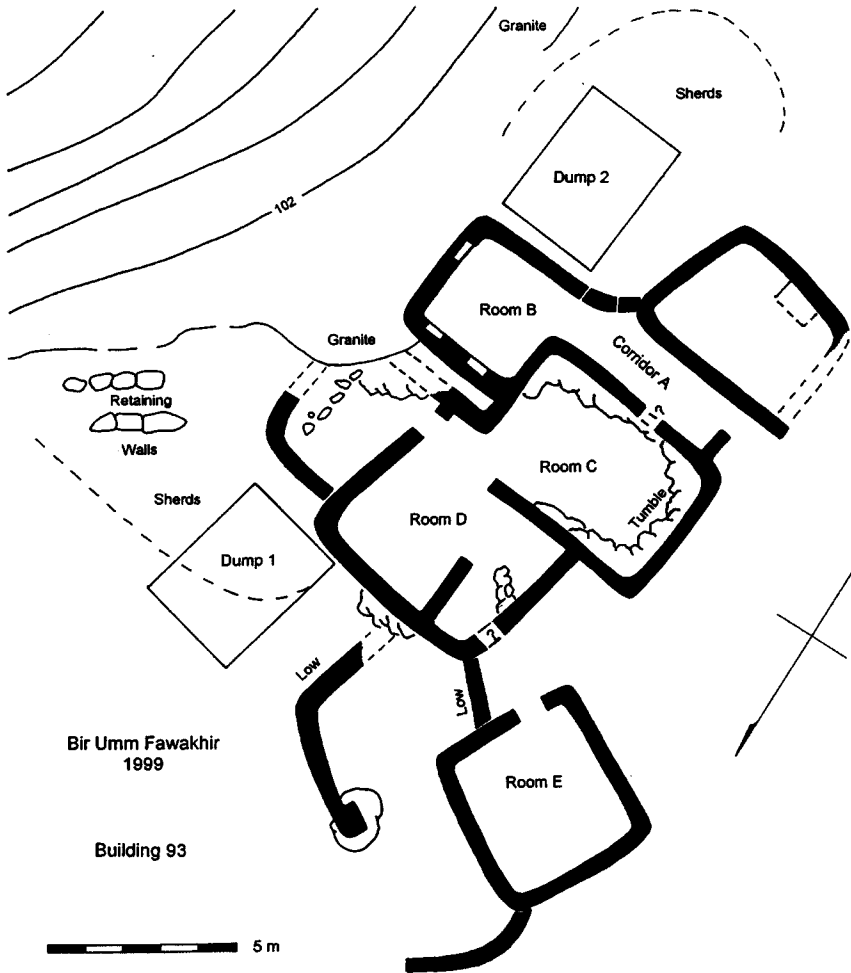 Granite
Sherds
Dump 2
102
Room B
Granite
Corridor A
Retaining
Walls
?
Room C
Sherds
Tumble
Room D
Dump 1
?
Low
Low
Bir Umm Fawakhir
1999
Room E
Building 93
5 m